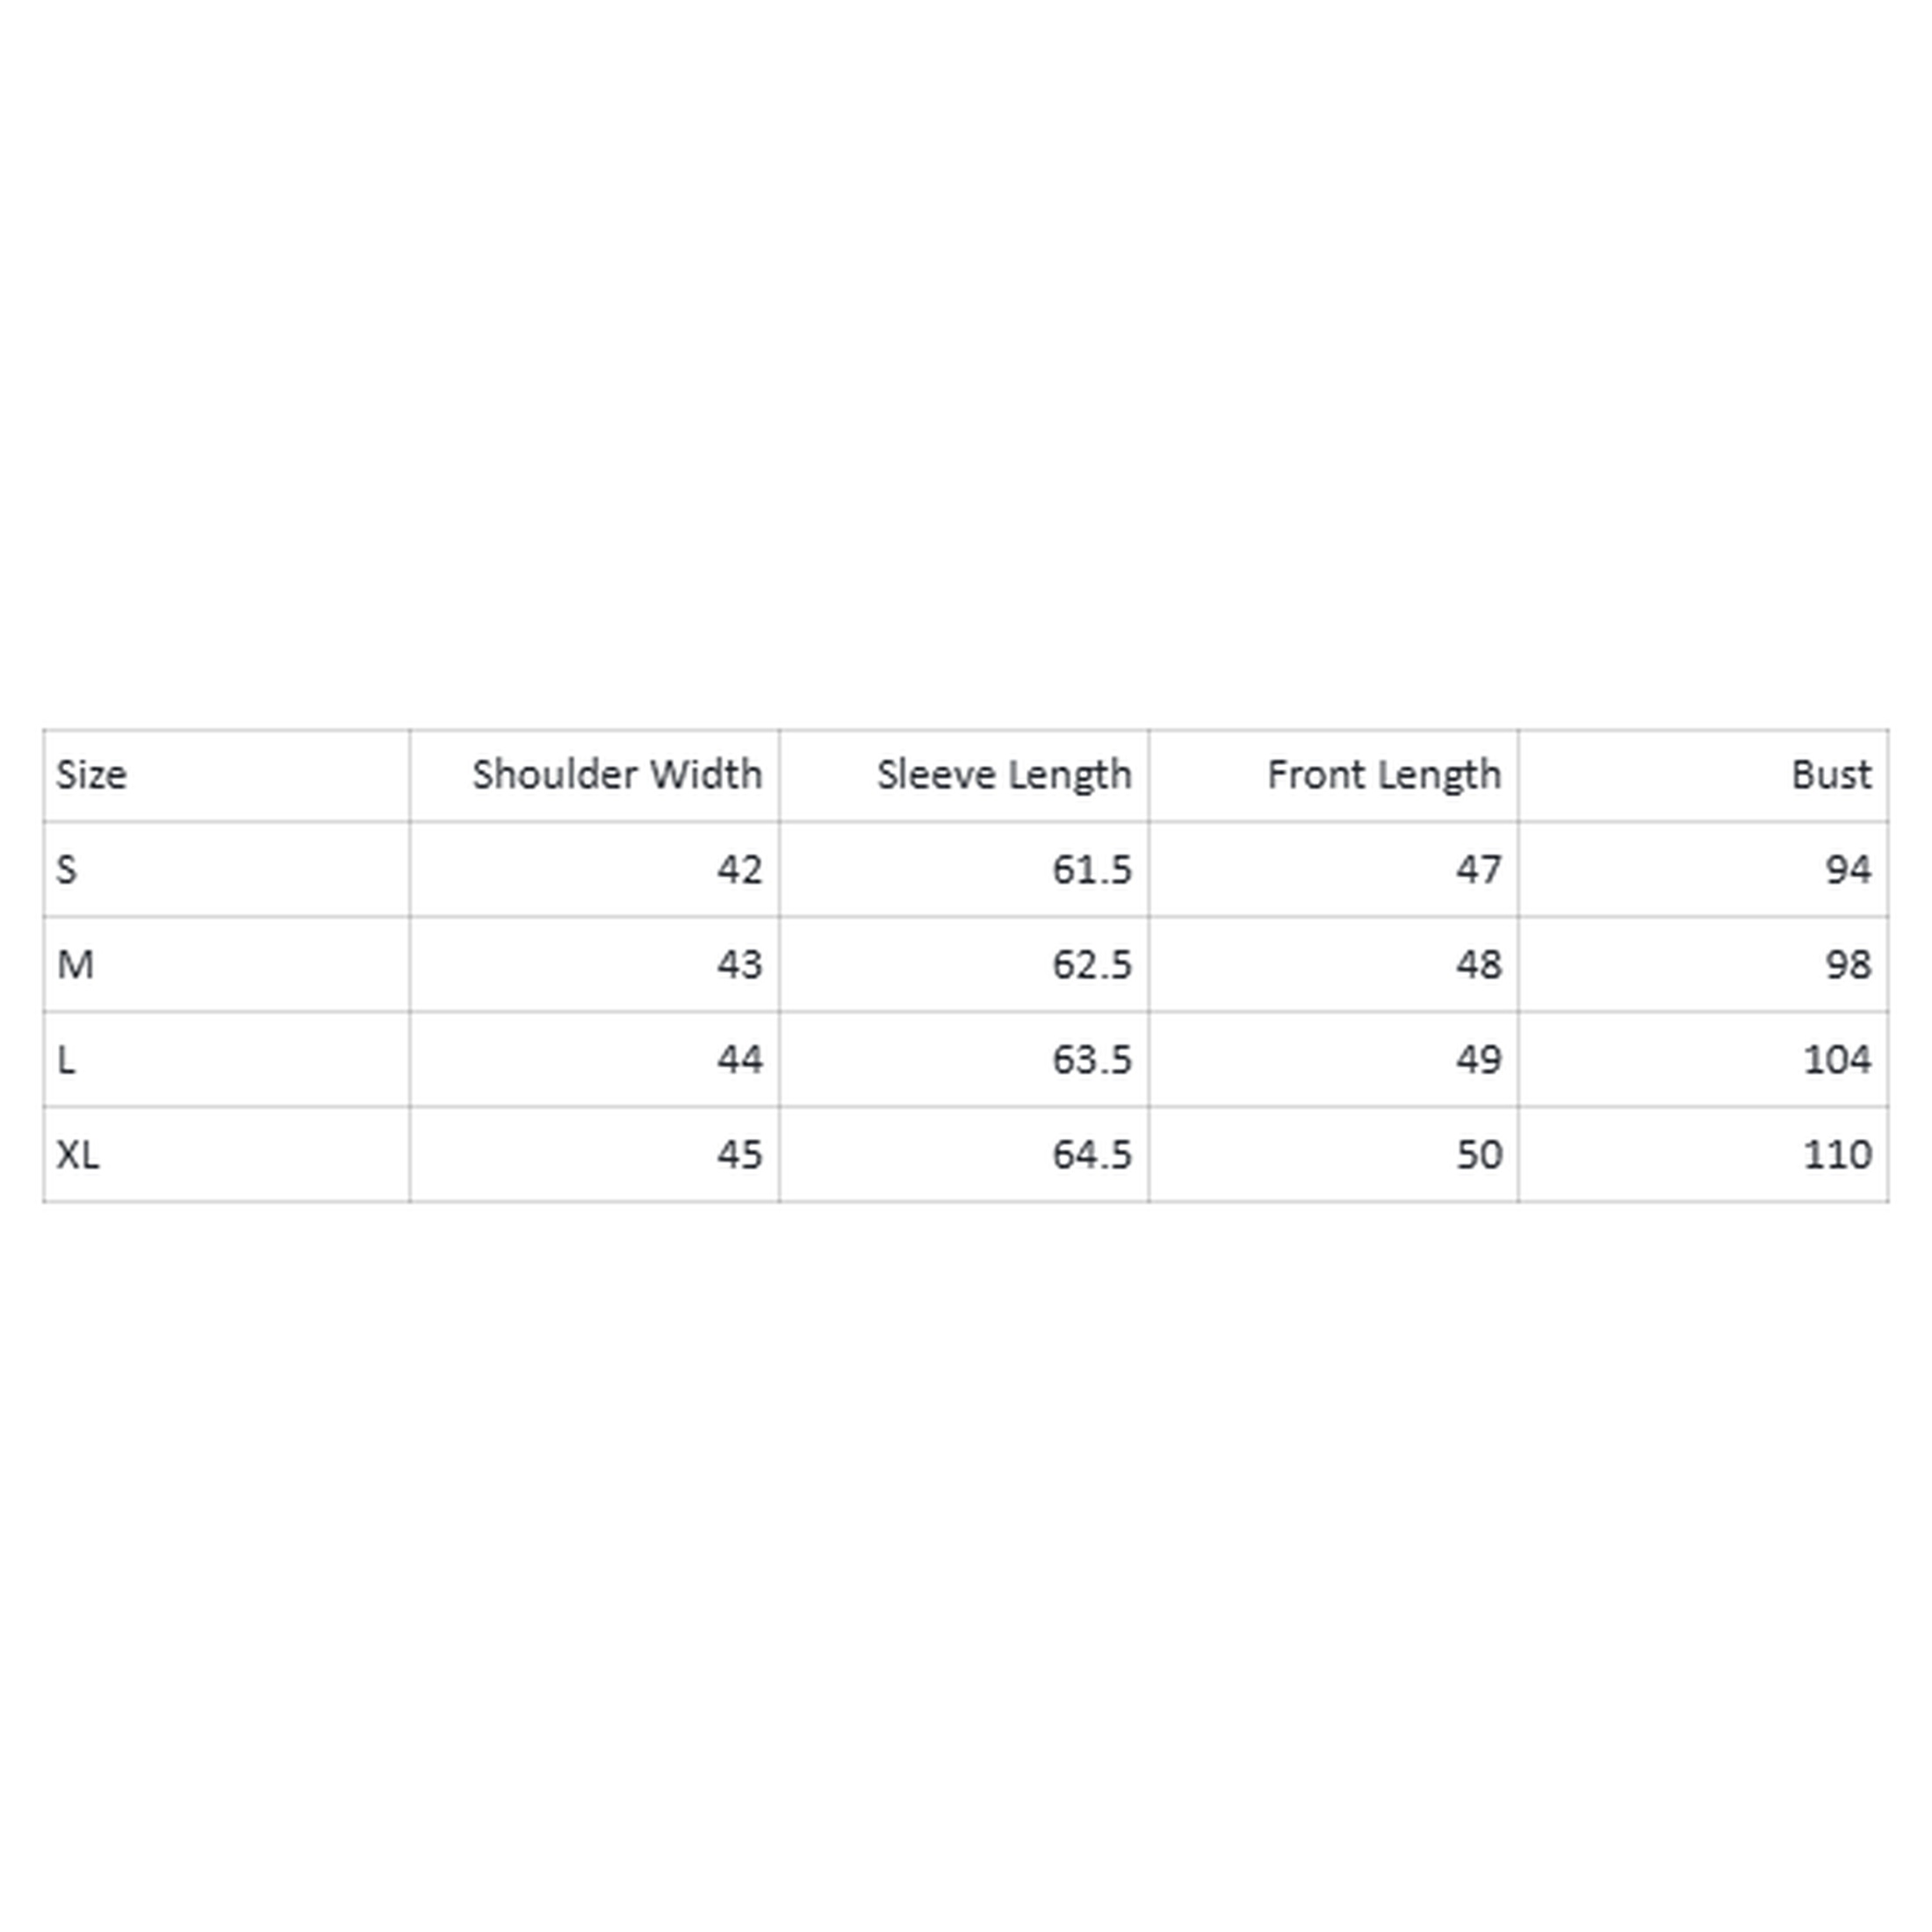 Size Shoulder Width Sleeve Length Front Length Bust
S 42 61.5 47 94
M 43 62.5 48 98
L 44 63.5 49 104
XL 45 64.5 50 110